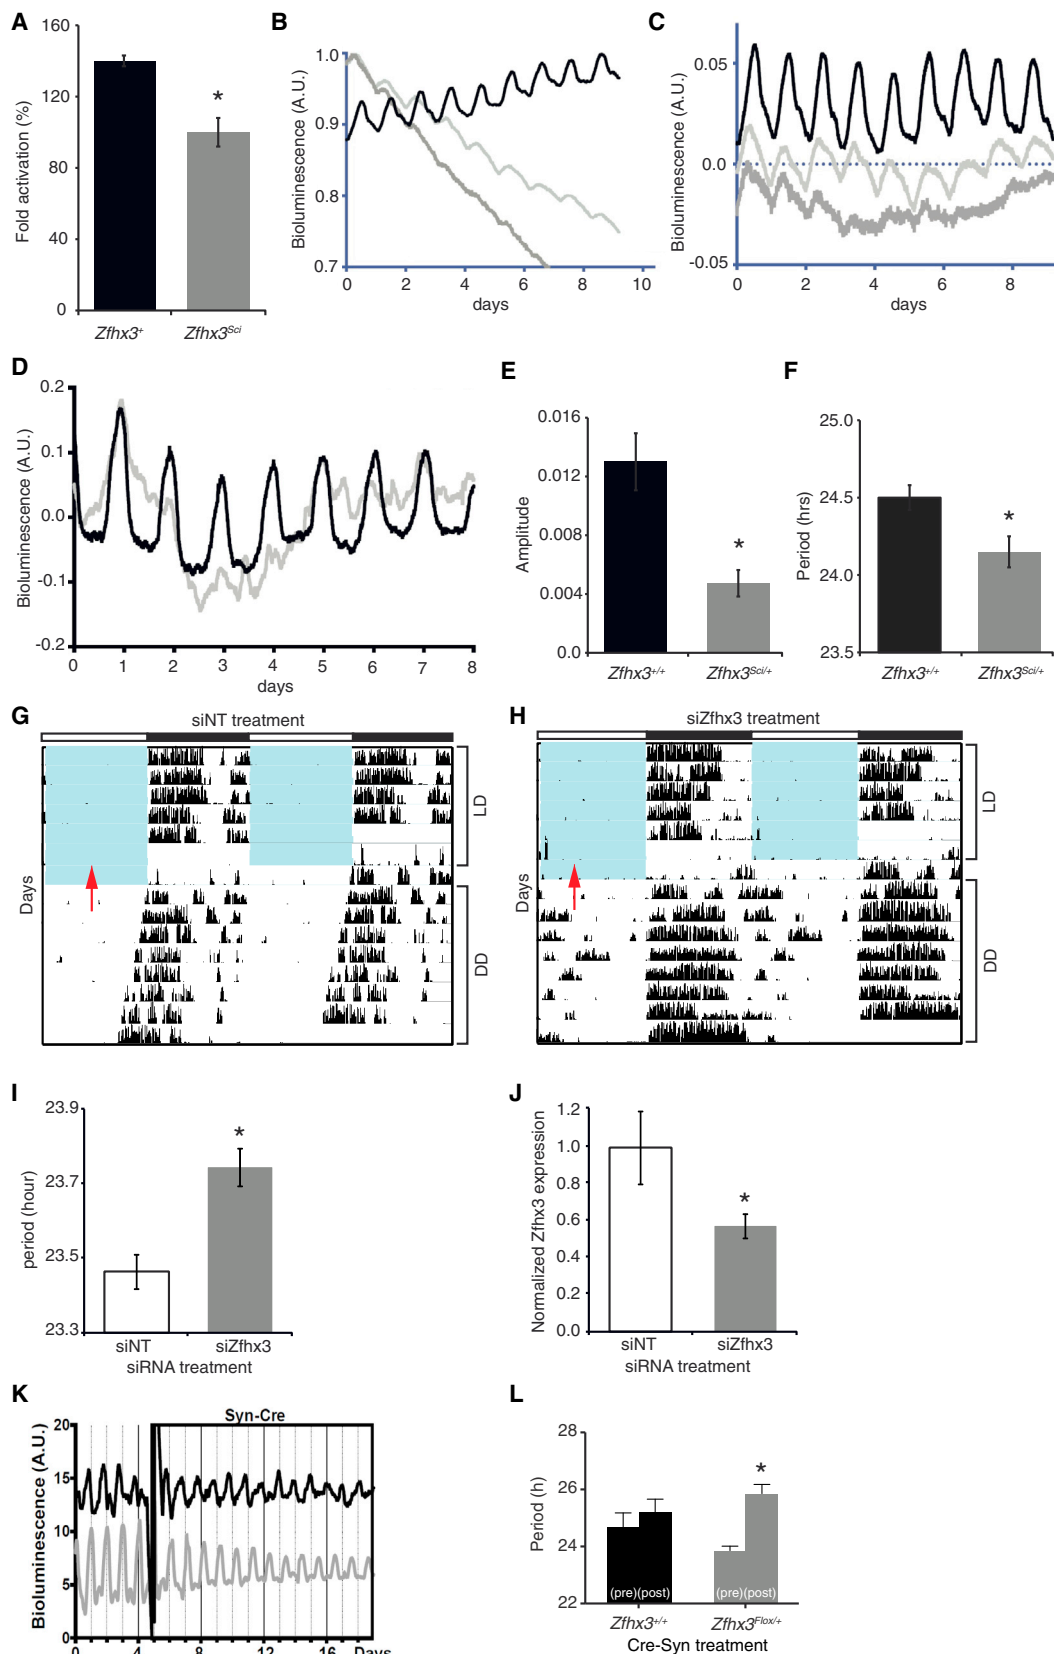 A
160
120
80
40
0
Fold activation (%)
*
Zfhx3+
Zfhx3Sci
B
1.0
0.9
0.8
0.7
Bioluminescence (A.U.)
0 2 4 6 8 10
days
C
0.05
0.0
-0.05
Bioluminescence (A.U.)
0 2 4 6 8
days
D
0.2
0.1
0.0
-0.1
-0.2
Bioluminescence (A.U.)
0 1 2 3 4 5 6 7 8
days
E
0.016
0.012
0.008
0.004
0.0
Amplitude
*
Zfhx3+/+
Zfhx3Sci/+
F
25.0
24.5
24.0
23.5
Period (hrs)
*
Zfhx3+/+
Zfhx3Sci/+
G
siNT treatment
Days
LD
DD
H
siZfhx3 treatment
Days
LD
DD
I
23.9
23.7
23.5
23.3
period (hour)
*
siNT
siZfhx3
siRNA treatment
J
1.2
1.0
0.8
0.6
0.4
0.2
0.0
Normalized Zfhx3 expression
*
siNT
siZfhx3
siRNA treatment
K
Syn-Cre
20
15
10
5
0
Bioluminescence (A.U.)
0 4 8 12 16 Days
L
28
26
24
22
Period (h)
*
(pre)(post)
(pre)(post)
Zfhx3+/+
Zfhx3Flox/+
Cre-Syn treatment